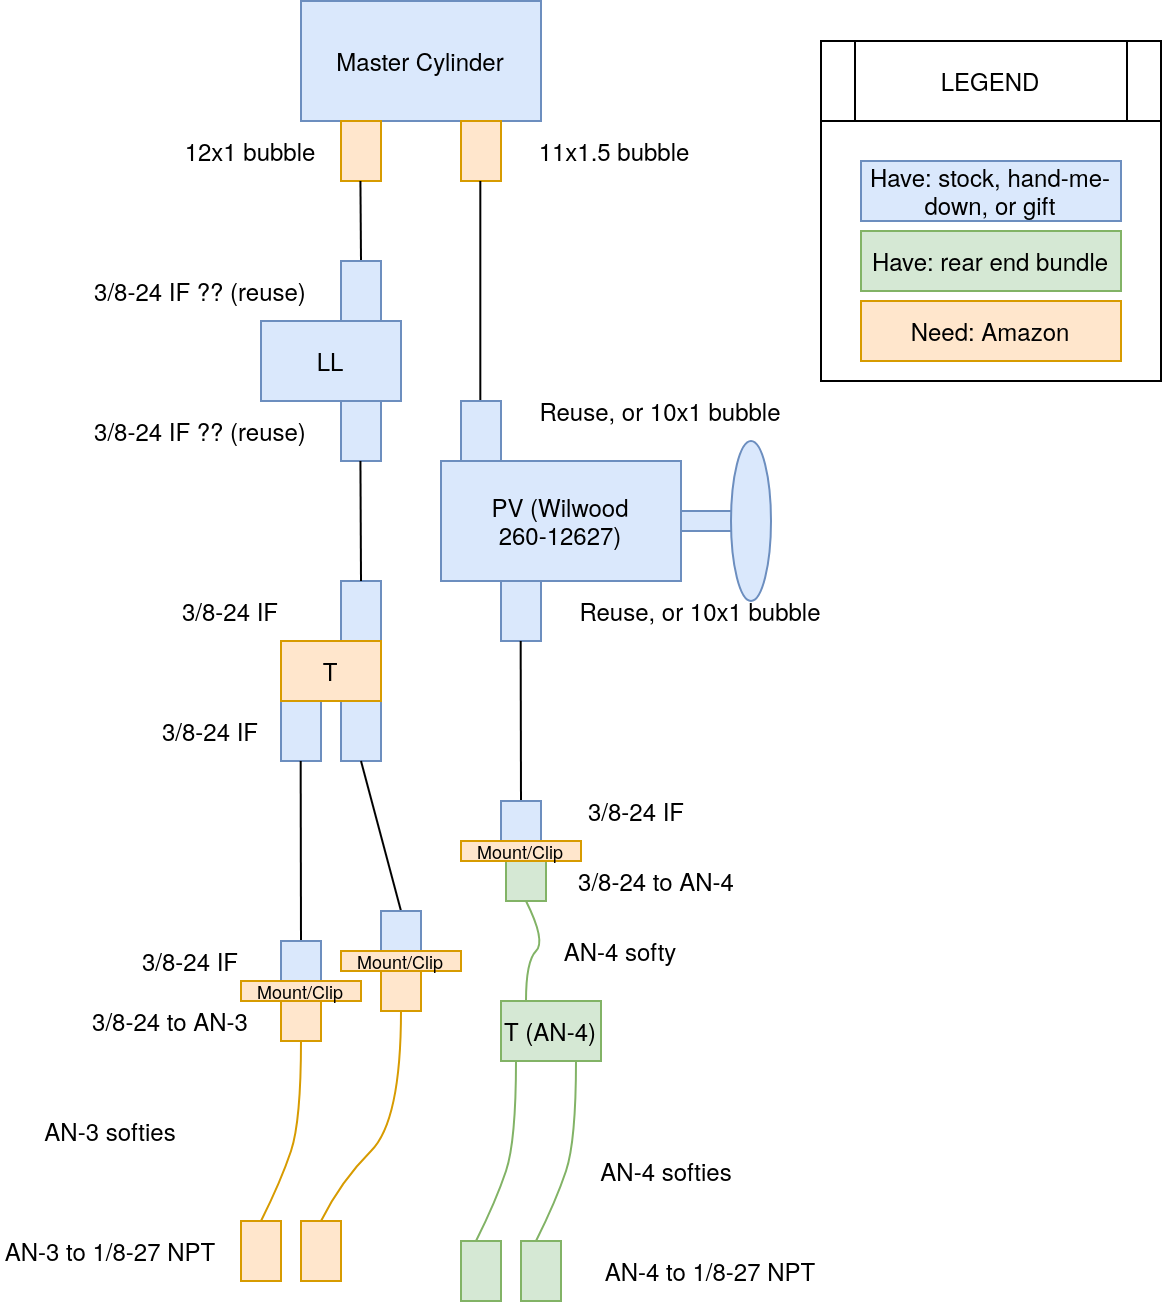 Master Cylinder
LEGEND
12x1 bubble
11x1.5 bubble
Have: stock, hand-me-
down, or gift
Have: rear end bundle
Need: Amazon
3/8-24 IF ?? (reuse)
LL
3/8-24 IF ?? (reuse)
Reuse, or 10x1 bubble
PV (Wilwood
260-12627)
Reuse, or 10x1 bubble
3/8-24 IF
T
3/8-24 IF
3/8-24 IF
Mount/Clip
3/8-24 to AN-4
AN-4 softy
3/8-24 IF
Mount/Clip
Mount/Clip
3/8-24 to AN-3
T (AN-4)
AN-3 softies
AN-4 softies
AN-3 to 1/8-27 NPT
AN-4 to 1/8-27 NPT